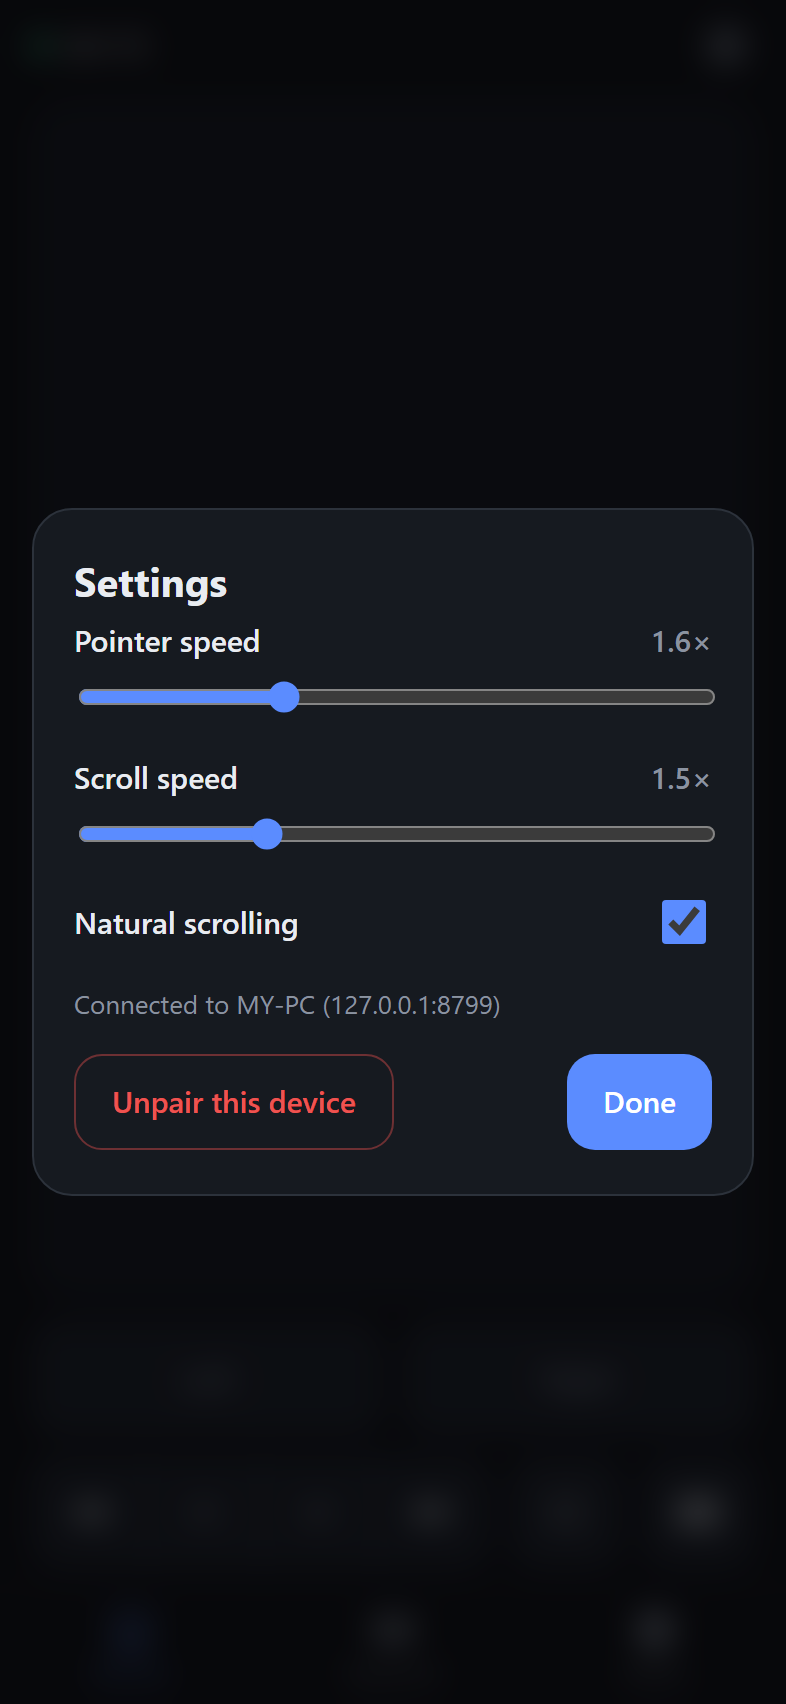 Settings
Pointer speed 1.6×
Scroll speed 1.5×
Natural scrolling
Connected to MY-PC (127.0.0.1:8799)
Unpair this device Done